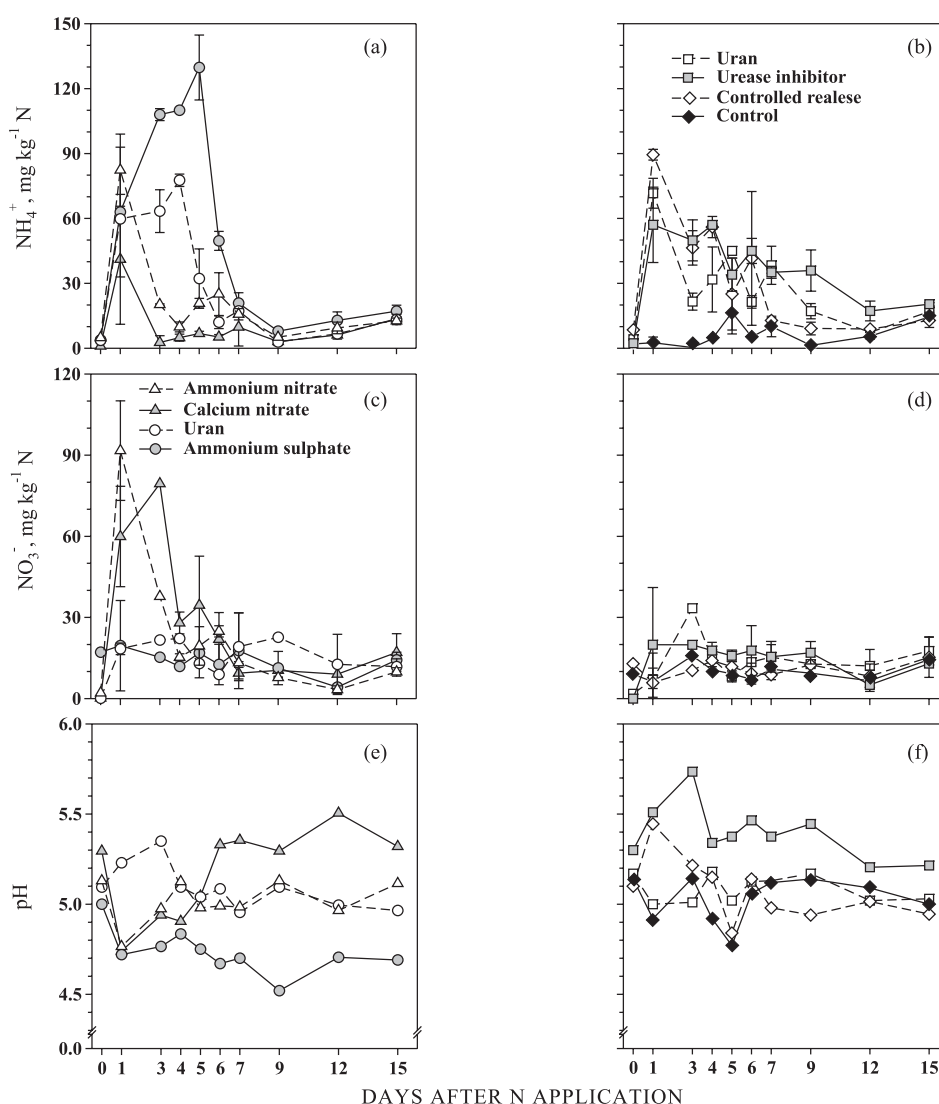 150
120
90
60
30
0
NH₄⁺, mg kg⁻¹ N
(a)
(b)
Uran
Urease inhibitor
Controlled realese
Control
120
90
60
30
0
NO₃⁻, mg kg⁻¹ N
(c)
Ammonium nitrate
Calcium nitrate
Uran
Ammonium sulphate
(d)
6.0
5.5
5.0
4.5
0.0
pH
(e)
(f)
0 1 3 4 5 6 7 9 12 15
0 1 3 4 5 6 7 9 12 15
DAYS AFTER N APPLICATION